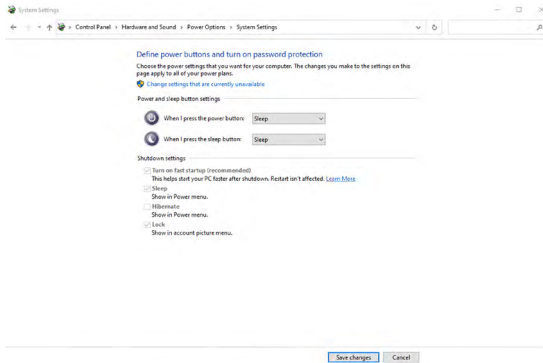 System Settings
Control Panel > Hardware and Sound > Power Options > System Settings
Define power buttons and turn on password protection
Choose the power settings that you want for your computer. The changes you make to the settings on this
page apply to all of your power plans.
Change settings that are currently unavailable
Power and sleep button settings
When I press the power button: Sleep
When I press the sleep button: Sleep
Shutdown settings
Turn on fast startup (recommended)
This helps start your PC faster after shutdown. Restart isn't affected. Learn More
Sleep
Show in Power menu.
Hibernate
Show in Power menu.
Lock
Show in account picture menu.
Save changes Cancel